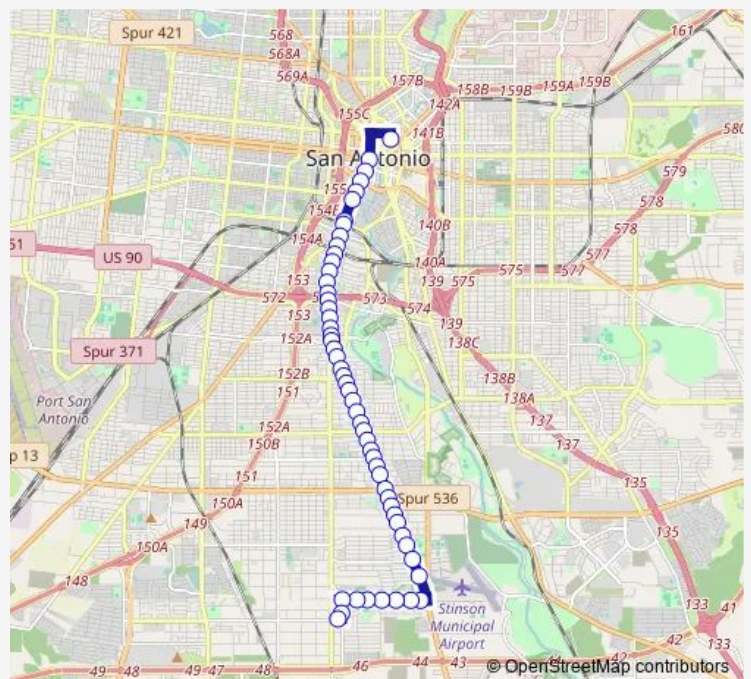 Spur 421
568
568A
569A
161
157B
158B
159B
159A
159B
155C
142A
141B
San Antonio
155
154B
580
579
578
578
577
140B
154A
51
US 90
140A
153
139
575
575
577
572
573
574
153
139
152A
138C
Spur 371
152B
151
138B
138A
Port San
Antonio
137
152A
150B
137
p 13
151
135
150A
Spur 536
149
135
150A
148
Stinson
Municipal
Airport
133
41
42
133
49
48
49
47
48
46
44
43
42
© OpenStreetMap contributors